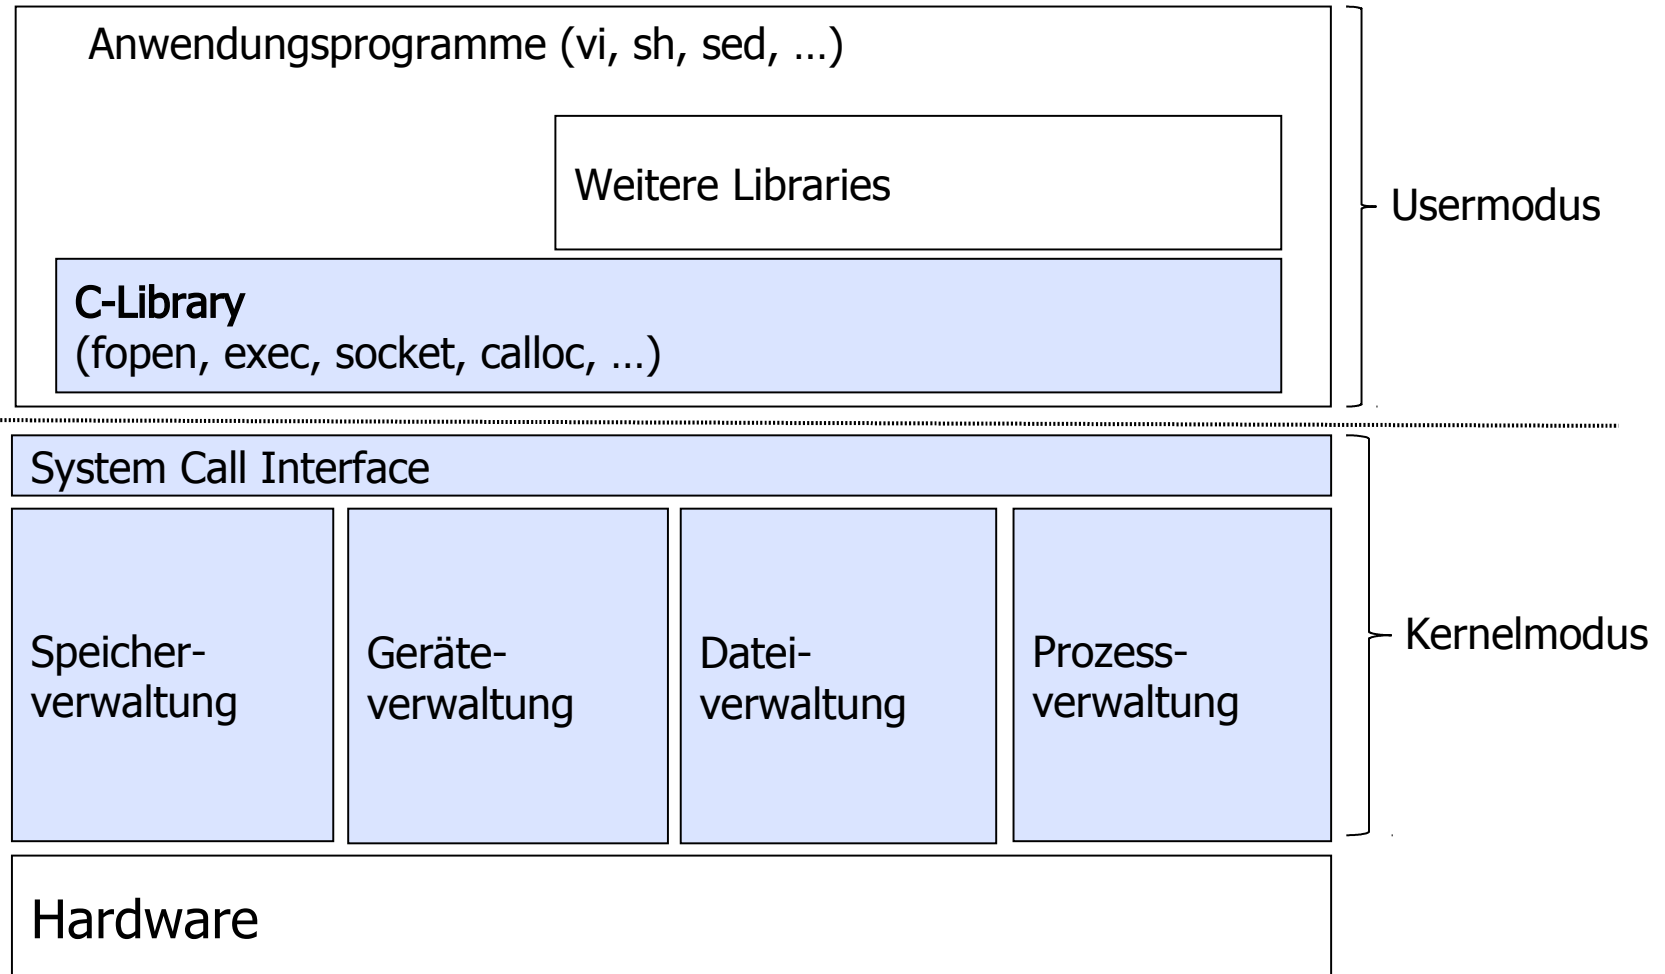 Anwendungsprogramme (vi, sh, sed, …)
Weitere Libraries
Usermodus
C-Library
(fopen, exec, socket, calloc, …)
System Call Interface
Speicher-
verwaltung
Geräte-
verwaltung
Datei-
verwaltung
Prozess-
verwaltung
Kernelmodus
Hardware